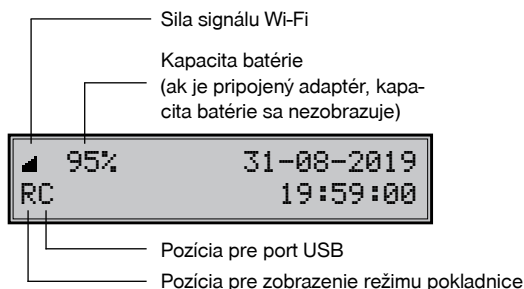 Sila signálu Wi-Fi
Kapacita batérie
(ak je pripojený adaptér, kapa-
cita batérie sa nezobrazuje)
95% 31-08-2019
RC 19:59:00
Pozícia pre port USB
Pozícia pre zobrazenie režimu pokladnice